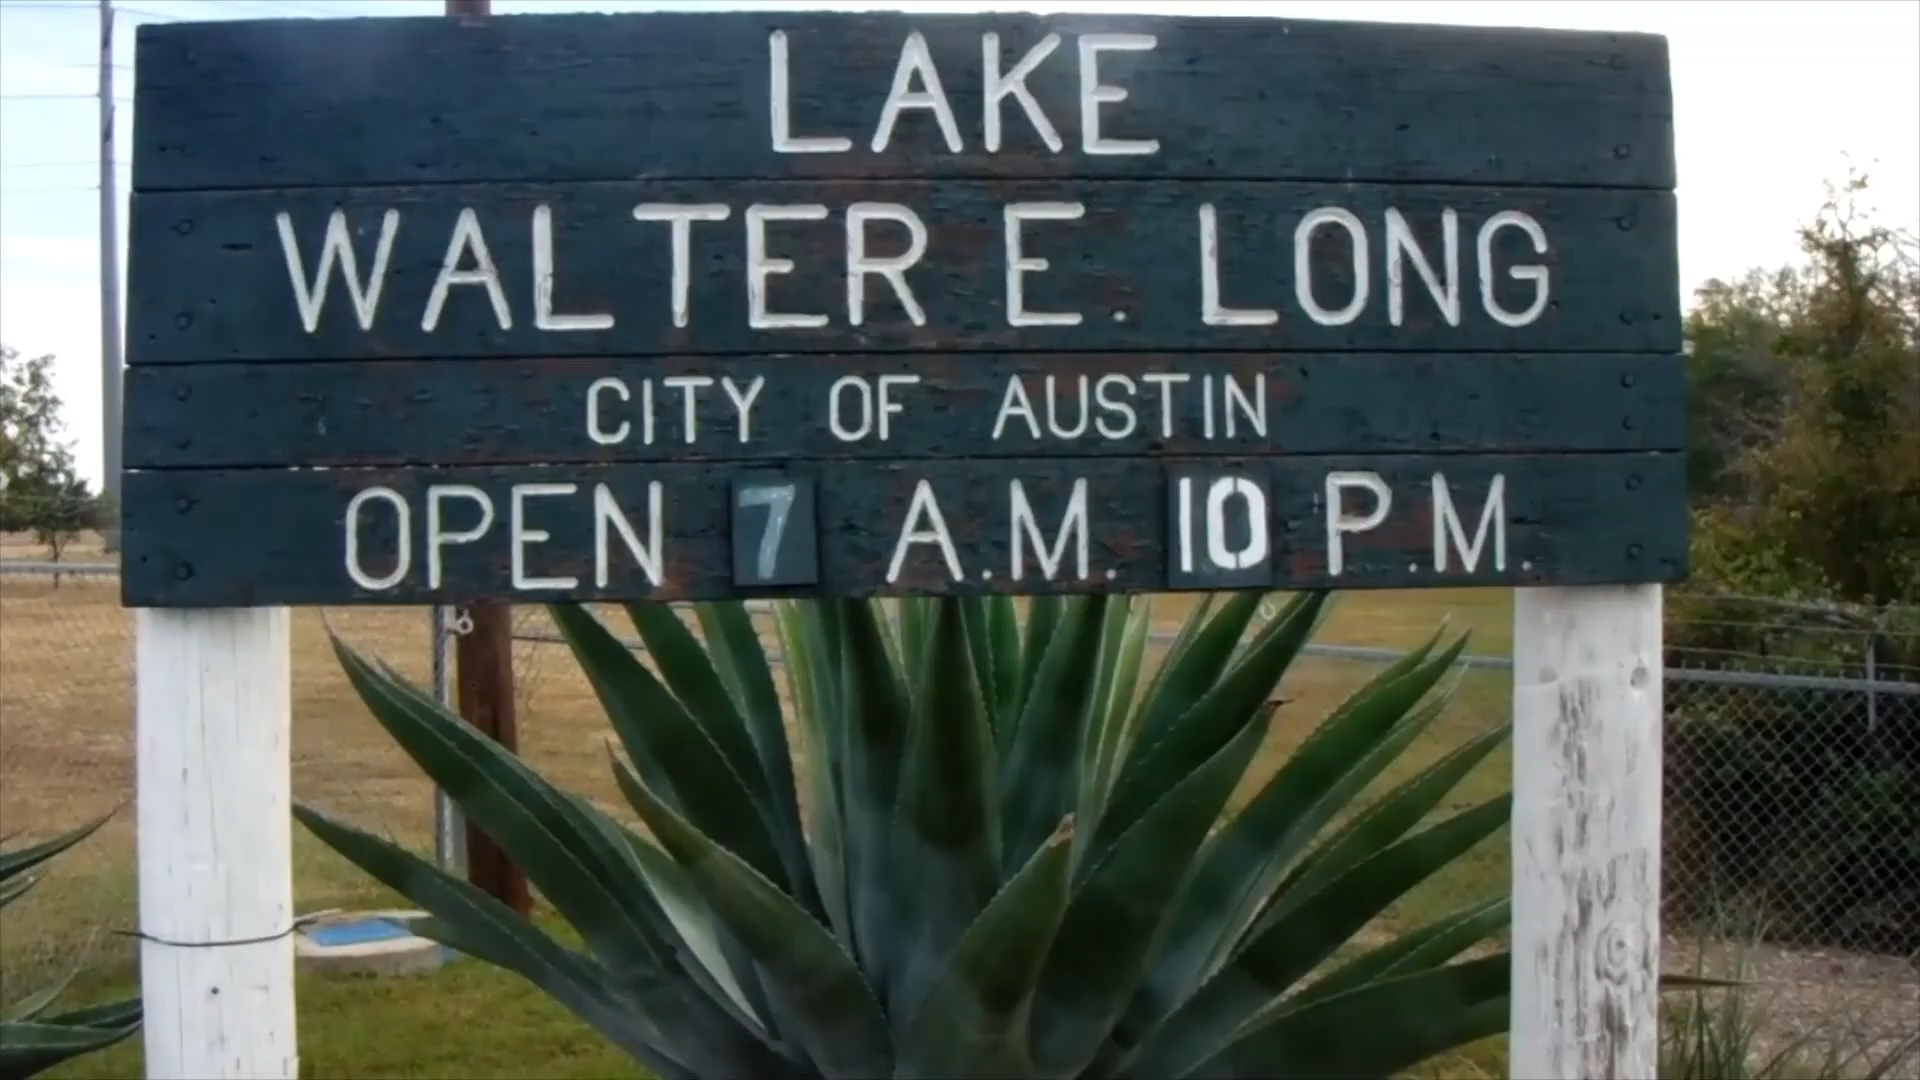 LAKE
WALTER E. LONG
CITY OF AUSTIN
OPEN 7 A.M. 10 P.M.